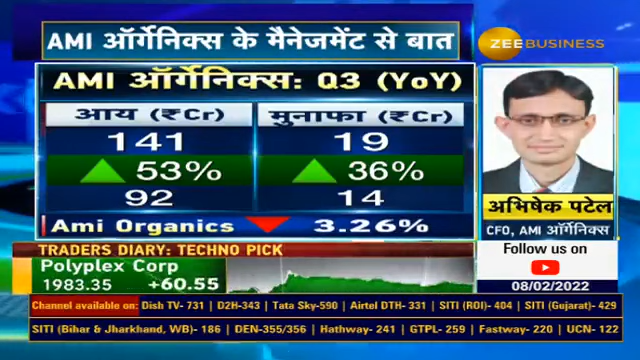 AMI ऑर्गेनिक्स के मैनेजमेंट से बात
ZEE BUSINESS
AMI ऑर्गेनिक्स: Q3 (YoY)
आय (₹Cr)
मुनाफा (₹Cr)
141
19
53%
36%
92
14
Ami Organics 3.26%
अभिषेक पटेल
CFO, AMI ऑर्गेनिक्स
TRADERS DIARY: TECHNO PICK
Polyplex Corp
1983.35 +60.55
Follow us on
08/02/2022
Channel available on: Dish TV- 731 | D2H-343 | Tata Sky-590 | Airtel DTH- 331 | SITI (ROI)- 404 | SITI (Gujarat)- 429
SITI (Bihar & Jharkhand, WB)- 186 | DEN-355/356 | Hathway- 241 | GTPL- 259 | Fastway- 220 | UCN- 122